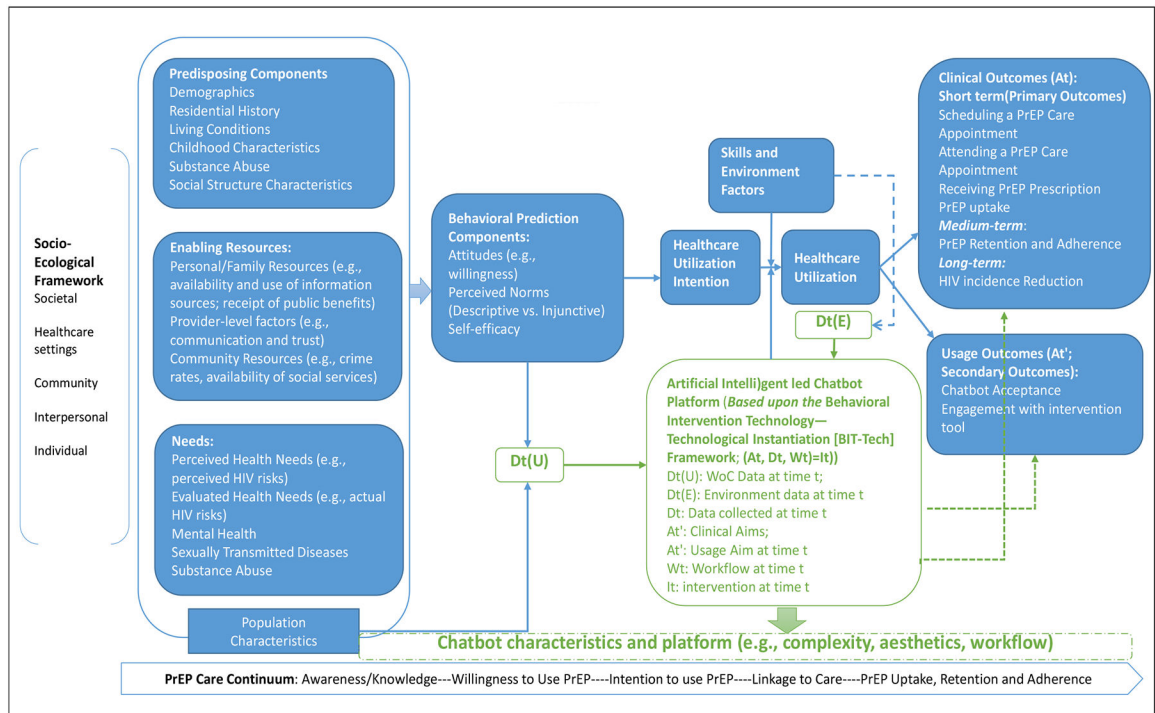 Socio-
Ecological
Framework
Societal
Healthcare
settings
Community
Interpersonal
Individual
Predisposing Components
Demographics
Residential History
Living Conditions
Childhood Characteristics
Substance Abuse
Social Structure Characteristics
Enabling Resources:
Personal/Family Resources (e.g.,
availability and use of information
sources; receipt of public benefits)
Provider-level factors (e.g.,
communication and trust)
Community Resources (e.g., crime
rates, availability of social services)
Needs:
Perceived Health Needs (e.g.,
perceived HIV risks)
Evaluated Health Needs (e.g., actual
HIV risks)
Mental Health
Sexually Transmitted Diseases
Substance Abuse
Population
Characteristics
Behavioral Prediction
Components:
Attitudes (e.g.,
willingness)
Perceived Norms
(Descriptive vs. Injunctive)
Self-efficacy
Dt(U)
Healthcare
Utilization
Intention
Skills and
Environment
Factors
Healthcare
Utilization
Dt(E)
Artificial Intelli)gent led Chatbot
Platform (Based upon the Behavioral
Intervention Technology—
Technological Instantiation [BIT-Tech]
Framework; (At, Dt, Wt)=It))
Dt(U): WoC Data at time t;
Dt(E): Environment data at time t
Dt: Data collected at time t
At': Clinical Aims;
At': Usage Aim at time t
Wt: Workflow at time t
It: intervention at time t
Clinical Outcomes (At):
Short term(Primary Outcomes)
Scheduling a PrEP Care
Appointment
Attending a PrEP Care
Appointment
Receiving PrEP Prescription
PrEP uptake
Medium-term:
PrEP Retention and Adherence
Long-term:
HIV incidence Reduction
Usage Outcomes (At';
Secondary Outcomes):
Chatbot Acceptance
Engagement with intervention
tool
Chatbot characteristics and platform (e.g., complexity, aesthetics, workflow)
PrEP Care Continuum: Awareness/Knowledge---Willingness to Use PrEP----Intention to use PrEP----Linkage to Care----PrEP Uptake, Retention and Adherence